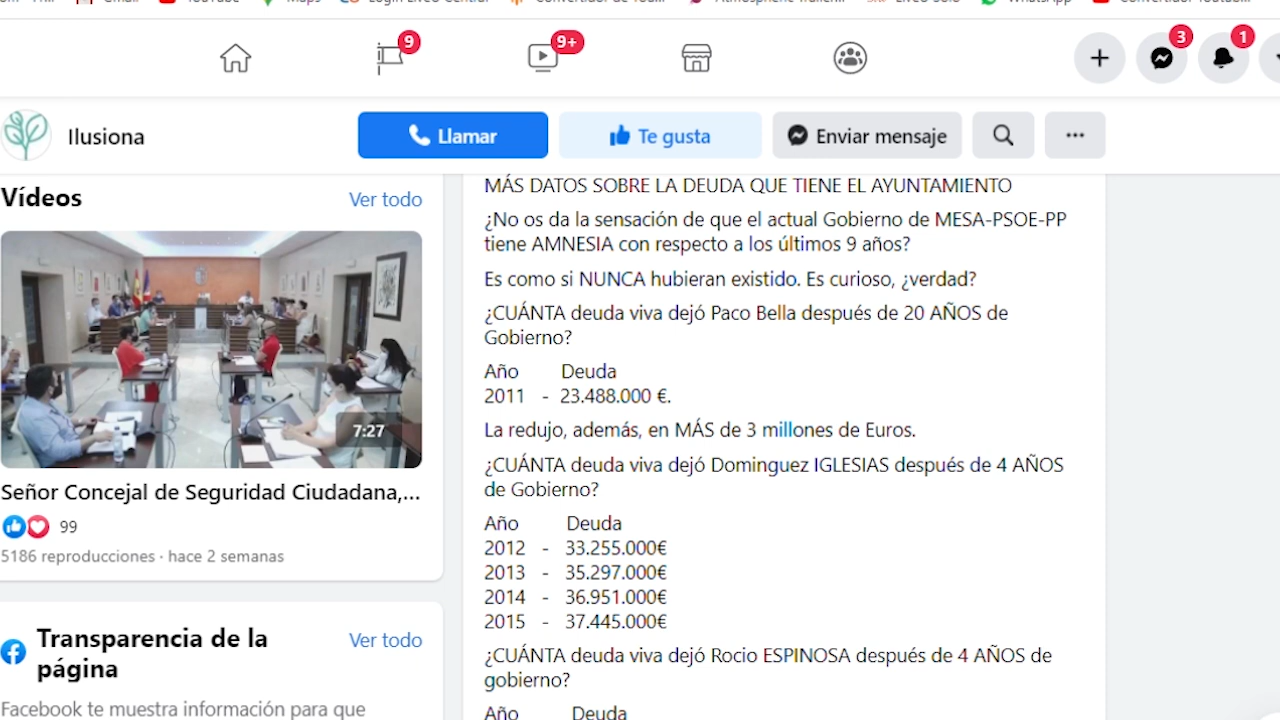 9
9+
3
1
Ilusiona
Llamar
Te gusta
Enviar mensaje
Vídeos
Ver todo
7:27
Señor Concejal de Seguridad Ciudadana,...
99
5186 reproducciones · hace 2 semanas
Transparencia de la
página
Ver todo
Facebook te muestra información para que
MÁS DATOS SOBRE LA DEUDA QUE TIENE EL AYUNTAMIENTO
¿No os da la sensación de que el actual Gobierno de MESA-PSOE-PP
tiene AMNESIA con respecto a los últimos 9 años?
Es como si NUNCA hubieran existido. Es curioso, ¿verdad?
¿CUÁNTA deuda viva dejó Paco Bella después de 20 AÑOS de
Gobierno?
Año Deuda
2011 - 23.488.000 €.
La redujo, además, en MÁS de 3 millones de Euros.
¿CUÁNTA deuda viva dejó Dominguez IGLESIAS después de 4 AÑOS
de Gobierno?
Año Deuda
2012 - 33.255.000€
2013 - 35.297.000€
2014 - 36.951.000€
2015 - 37.445.000€
¿CUÁNTA deuda viva dejó Rocio ESPINOSA después de 4 AÑOS de
gobierno?
Año Deuda